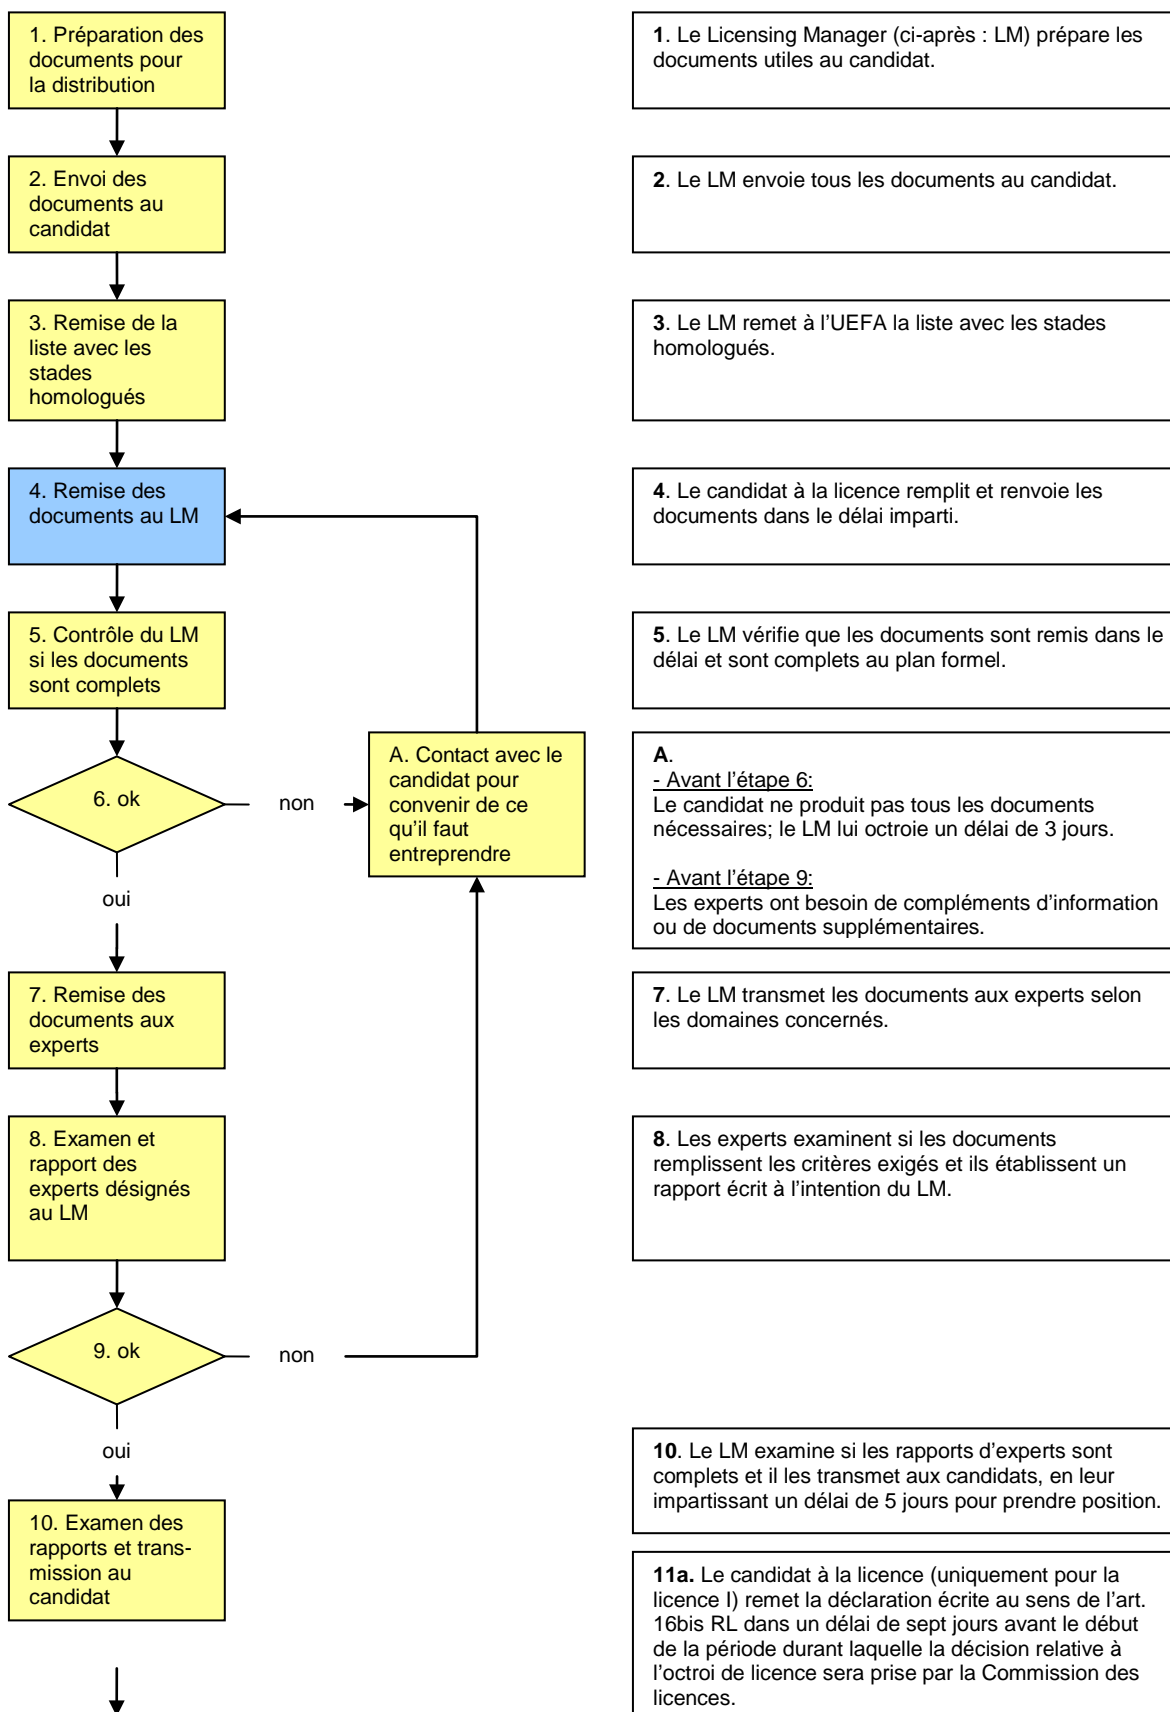 1. Préparation des
documents pour
la distribution
1. Le Licensing Manager (ci-après : LM) prépare les
documents utiles au candidat.
2. Envoi des
documents au
candidat
2. Le LM envoie tous les documents au candidat.
3. Remise de la
liste avec les
stades
homologués
3. Le LM remet à l’UEFA la liste avec les stades
homologués.
4. Remise des
documents au LM
4. Le candidat à la licence remplit et renvoie les
documents dans le délai imparti.
5. Contrôle du LM
si les documents
sont complets
5. Le LM vérifie que les documents sont remis dans le
délai et sont complets au plan formel.
6. ok
non
oui
A. Contact avec le
candidat pour
convenir de ce
qu’il faut
entreprendre
A.
- Avant l’étape 6:
Le candidat ne produit pas tous les documents
nécessaires; le LM lui octroie un délai de 3 jours.
- Avant l’étape 9:
Les experts ont besoin de compléments d’information
ou de documents supplémentaires.
7. Remise des
documents aux
experts
7. Le LM transmet les documents aux experts selon
les domaines concernés.
8. Examen et
rapport des
experts désignés
au LM
8. Les experts examinent si les documents
remplissent les critères exigés et ils établissent un
rapport écrit à l’intention du LM.
9. ok
non
oui
10. Examen des
rapports et trans-
mission au
candidat
10. Le LM examine si les rapports d’experts sont
complets et il les transmet aux candidats, en leur
impartissant un délai de 5 jours pour prendre position.
11a. Le candidat à la licence (uniquement pour la
licence I) remet la déclaration écrite au sens de l’art.
16bis RL dans un délai de sept jours avant le début
de la période durant laquelle la décision relative à
l’octroi de licence sera prise par la Commission des
licences.